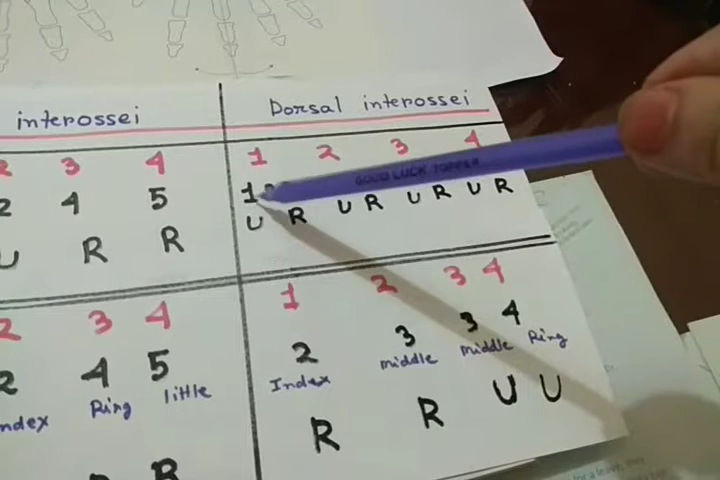 interossei Dorsal interossei
2 3 4 1 2 3 4
2 4 5 1
U R R U R U R U R U R
2 3 4 1 2 3 4
2 4 5 2 3 3 4
Ring little Index middle middle Ring
R R R U U
GOOD LUCK TOPPER